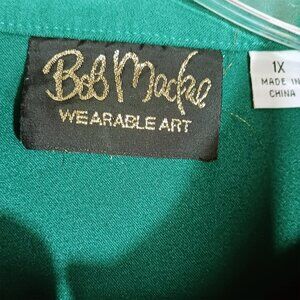 Bob Mackie
WEARABLE ART
1X
MADE IN
CHINA